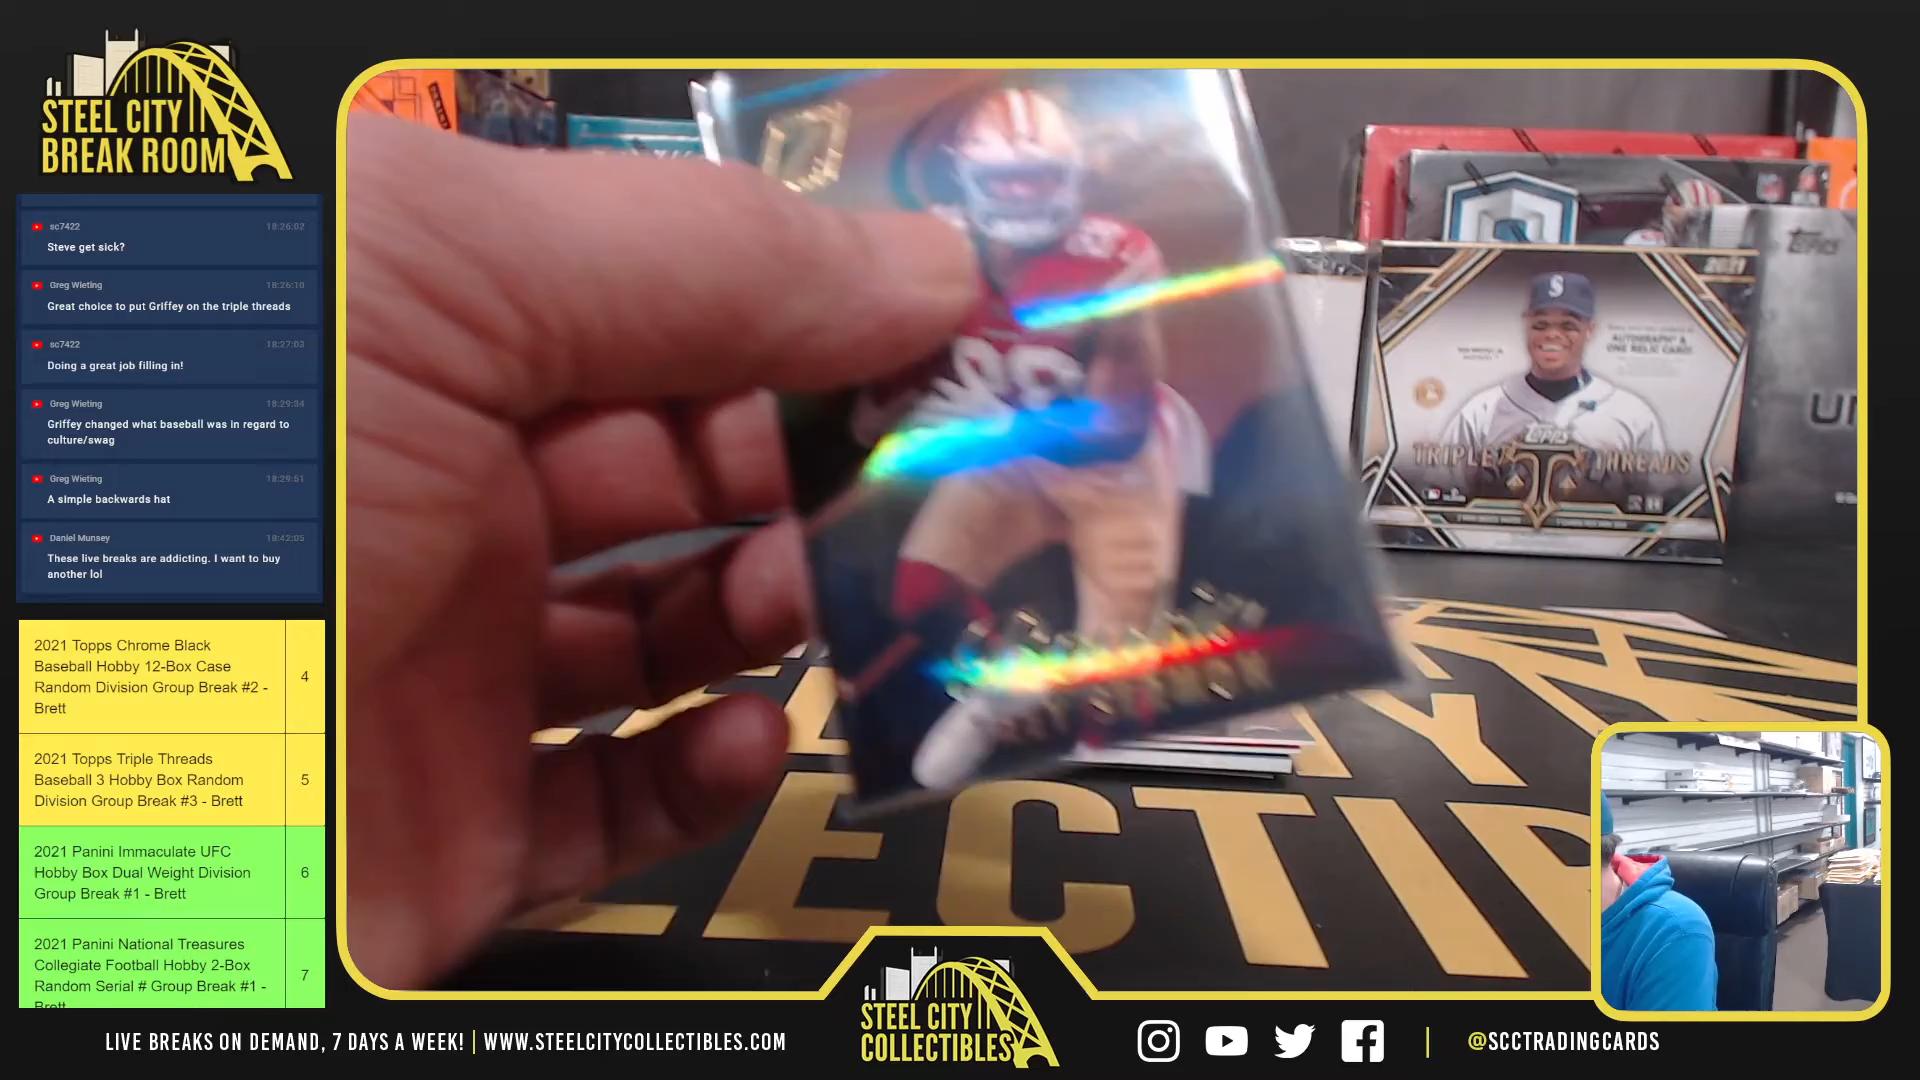 STEEL CITY
BREAK ROOM
sc7422 18:26:02
Steve get sick?
Greg Wieting 18:26:10
Great choice to put Griffey on the triple threads
sc7422 18:27:03
Doing a great job filling in!
Greg Wieting 18:29:34
Griffey changed what baseball was in regard to
culture/swag
Greg Wieting 18:29:51
A simple backwards hat
Daniel Munsey 18:42:05
These live breaks are addicting. I want to buy
another lol
2021 Topps Chrome Black
Baseball Hobby 12-Box Case
Random Division Group Break #2 -
Brett
4
2021 Topps Triple Threads
Baseball 3 Hobby Box Random
Division Group Break #3 - Brett
5
2021 Panini Immaculate UFC
Hobby Box Dual Weight Division
Group Break #1 - Brett
6
2021 Panini National Treasures
Collegiate Football Hobby 2-Box
Random Serial # Group Break #1 -
Brett
7
2021
S
AUTOGRAPH &
ONE RELIC CARD!
TOPPS
TRIPLE THREADS
TOPPS
LECTI
STEEL CITY
COLLECTIBLES
LIVE BREAKS ON DEMAND, 7 DAYS A WEEK! | WWW.STEELCITYCOLLECTIBLES.COM
| @SCCTRADINGCARDS